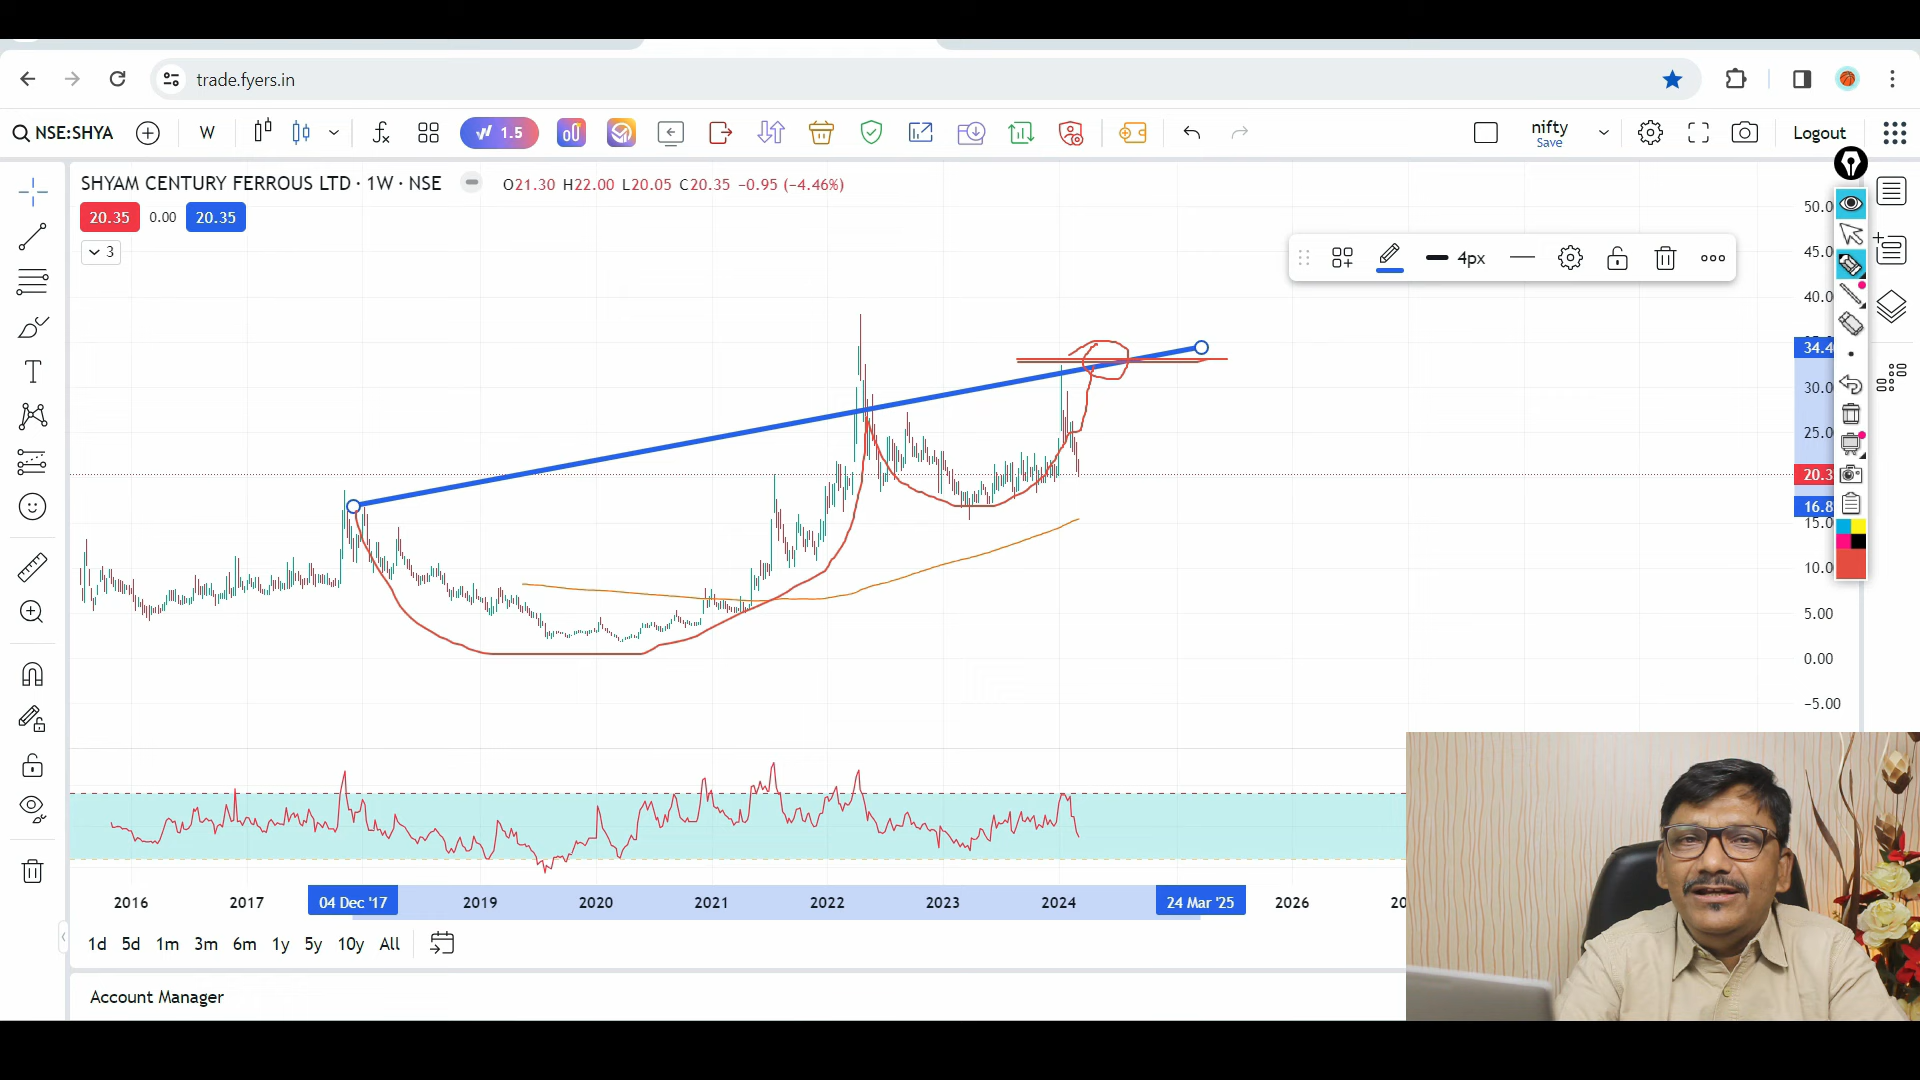 trade.fyers.in
NSE:SHYA W 1.5 nifty Save Logout
SHYAM CENTURY FERROUS LTD · 1W · NSE O21.30 H22.00 L20.05 C20.35 −0.95 (−4.46%)
20.35 0.00 20.35
3
4px
50.0
45.0
40.0
34.4
30.0
25.0
20.3
16.8
15.0
10.0
5.00
0.00
−5.00
2016 2017 04 Dec '17 2019 2020 2021 2022 2023 2024 24 Mar '25 2026 20
1d 5d 1m 3m 6m 1y 5y 10y All
Account Manager